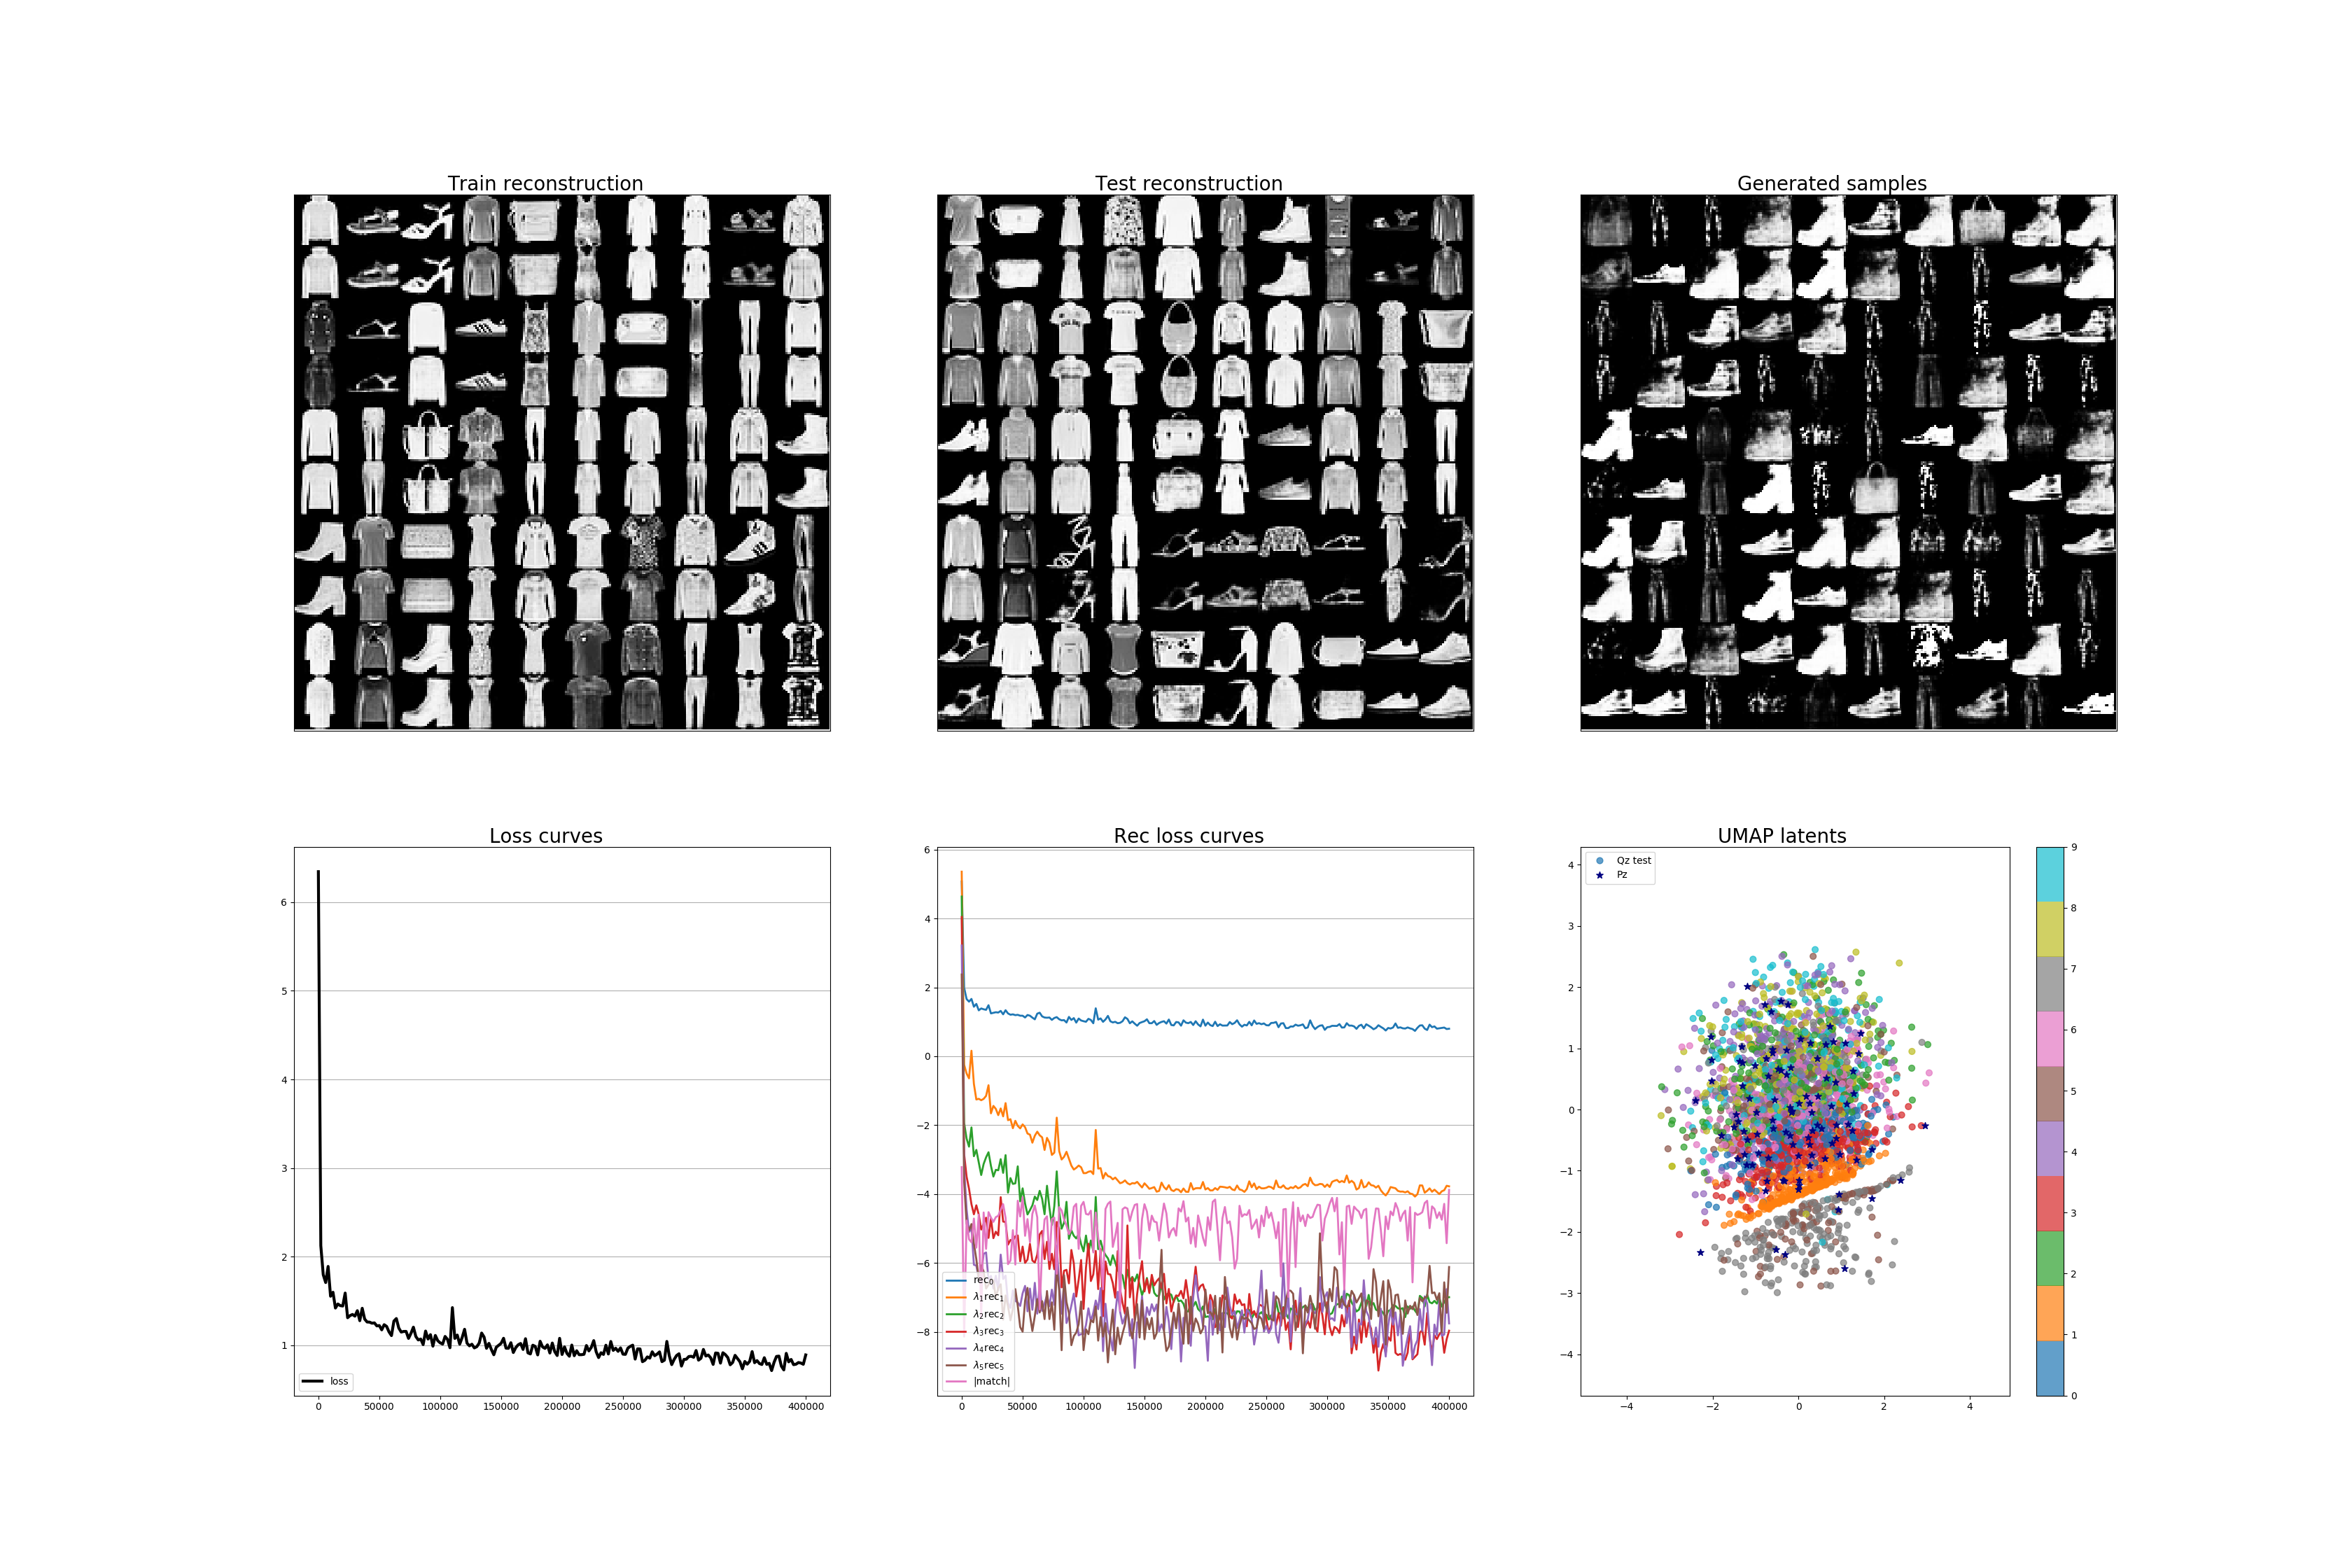 Train reconstruction
Test reconstruction
Generated samples
Loss curves
6
5
4
3
2
1
loss
0 50000 100000 150000 200000 250000 300000 350000 400000
Rec loss curves
6
4
2
0
−2
−4
−6
−8
rec0
λ1rec1
λ2rec2
λ3rec3
λ4rec4
λ5rec5
|match|
0 50000 100000 150000 200000 250000 300000 350000 400000
UMAP latents
Qz test
Pz
4
3
2
1
0
−1
−2
−3
−4
−4 −2 0 2 4
9
8
7
6
5
4
3
2
1
0